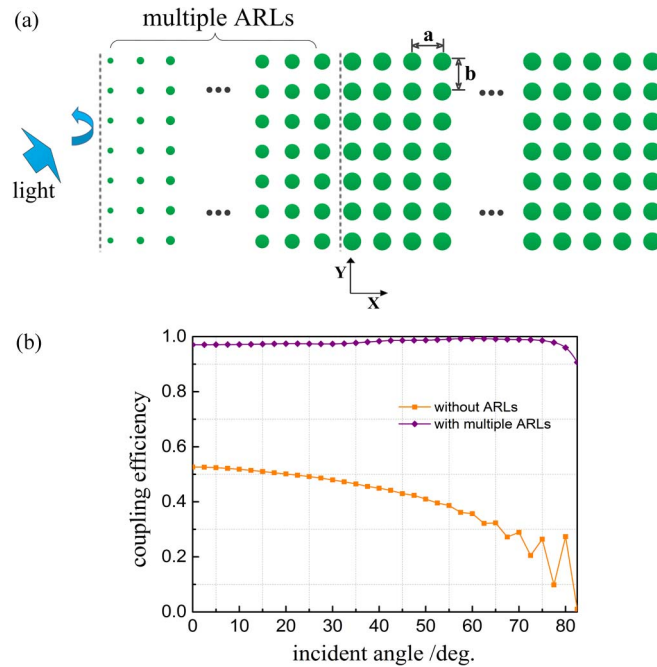 (a)
multiple ARLs
a
b
light
Y
X
(b)
coupling efficiency
1.0
0.8
0.6
0.4
0.2
0.0
without ARLs
with multiple ARLs
0 10 20 30 40 50 60 70 80
incident angle /deg.